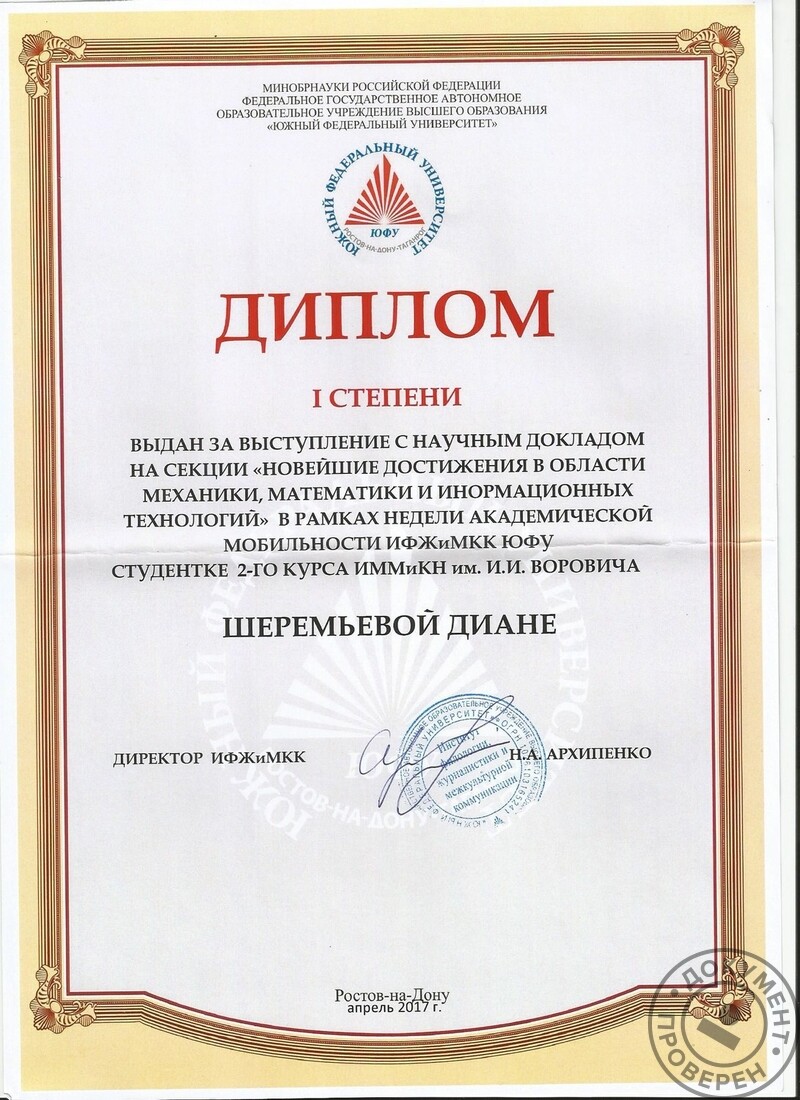 МИНОБРНАУКИ РОССИЙСКОЙ ФЕДЕРАЦИИ
ФЕДЕРАЛЬНОЕ ГОСУДАРСТВЕННОЕ АВТОНОМНОЕ
ОБРАЗОВАТЕЛЬНОЕ УЧРЕЖДЕНИЕ ВЫСШЕГО ОБРАЗОВАНИЯ
«ЮЖНЫЙ ФЕДЕРАЛЬНЫЙ УНИВЕРСИТЕТ»
ЮЖНЫЙ ФЕДЕРАЛЬНЫЙ УНИВЕРСИТЕТ
ЮФУ
РОСТОВ-НА-ДОНУ-ТАГАНРОГ
ДИПЛОМ
I СТЕПЕНИ
ВЫДАН ЗА ВЫСТУПЛЕНИЕ С НАУЧНЫМ ДОКЛАДОМ
НА СЕКЦИИ «НОВЕЙШИЕ ДОСТИЖЕНИЯ В ОБЛАСТИ
МЕХАНИКИ, МАТЕМАТИКИ И ИНОРМАЦИОННЫХ
ТЕХНОЛОГИЙ» В РАМКАХ НЕДЕЛИ АКАДЕМИЧЕСКОЙ
МОБИЛЬНОСТИ ИФЖиМКК ЮФУ
СТУДЕНТКЕ 2-ГО КУРСА ИММиКН им. И.И. ВОРОВИЧА
ШЕРЕМЬЕВОЙ ДИАНЕ
ДИРЕКТОР ИФЖиМКК
Н.А. АРХИПЕНКО
Институт
филологии,
журналистики и
межкультурной
коммуникации
Ростов-на-Дону
апрель 2017 г.
ДОКУМЕНТ
ПРОВЕРЕН